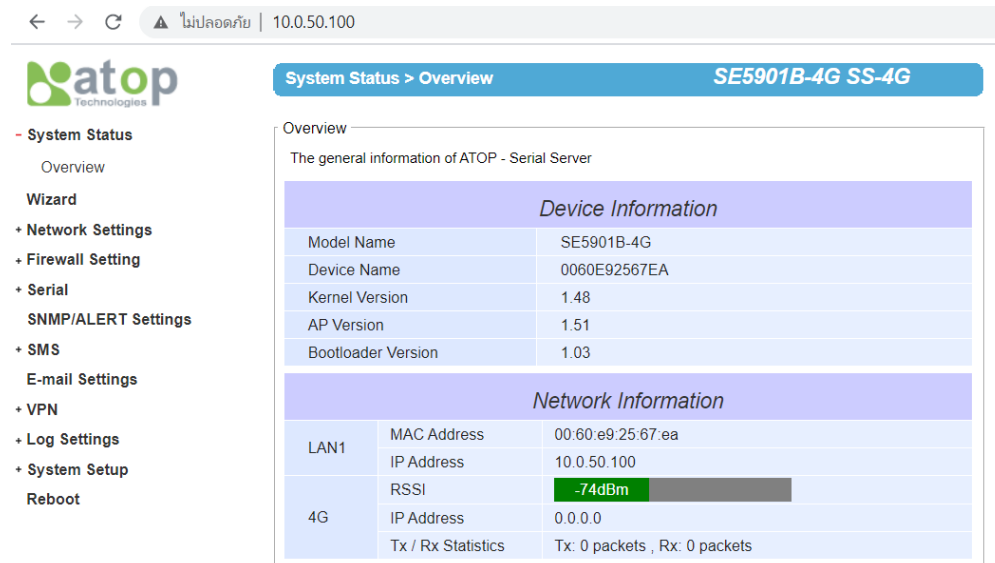 ไม่ปลอดภัย | 10.0.50.100
atop
Technologies
System Status > Overview
SE5901B-4G SS-4G
- System Status
Overview
Wizard
+ Network Settings
+ Firewall Setting
+ Serial
SNMP/ALERT Settings
+ SMS
E-mail Settings
+ VPN
+ Log Settings
+ System Setup
Reboot
Overview
The general information of ATOP - Serial Server
Device Information
Model Name SE5901B-4G
Device Name 0060E92567EA
Kernel Version 1.48
AP Version 1.51
Bootloader Version 1.03
Network Information
LAN1
MAC Address 00:60:e9:25:67:ea
IP Address 10.0.50.100
4G
RSSI -74dBm
IP Address 0.0.0.0
Tx / Rx Statistics Tx: 0 packets , Rx: 0 packets